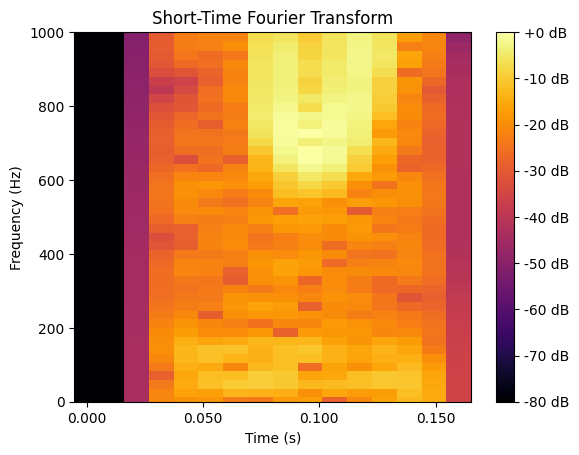 Short-Time Fourier Transform
1000
800
600
400
200
0
Frequency (Hz)
0.000
0.050
0.100
0.150
Time (s)
+0 dB
-10 dB
-20 dB
-30 dB
-40 dB
-50 dB
-60 dB
-70 dB
-80 dB